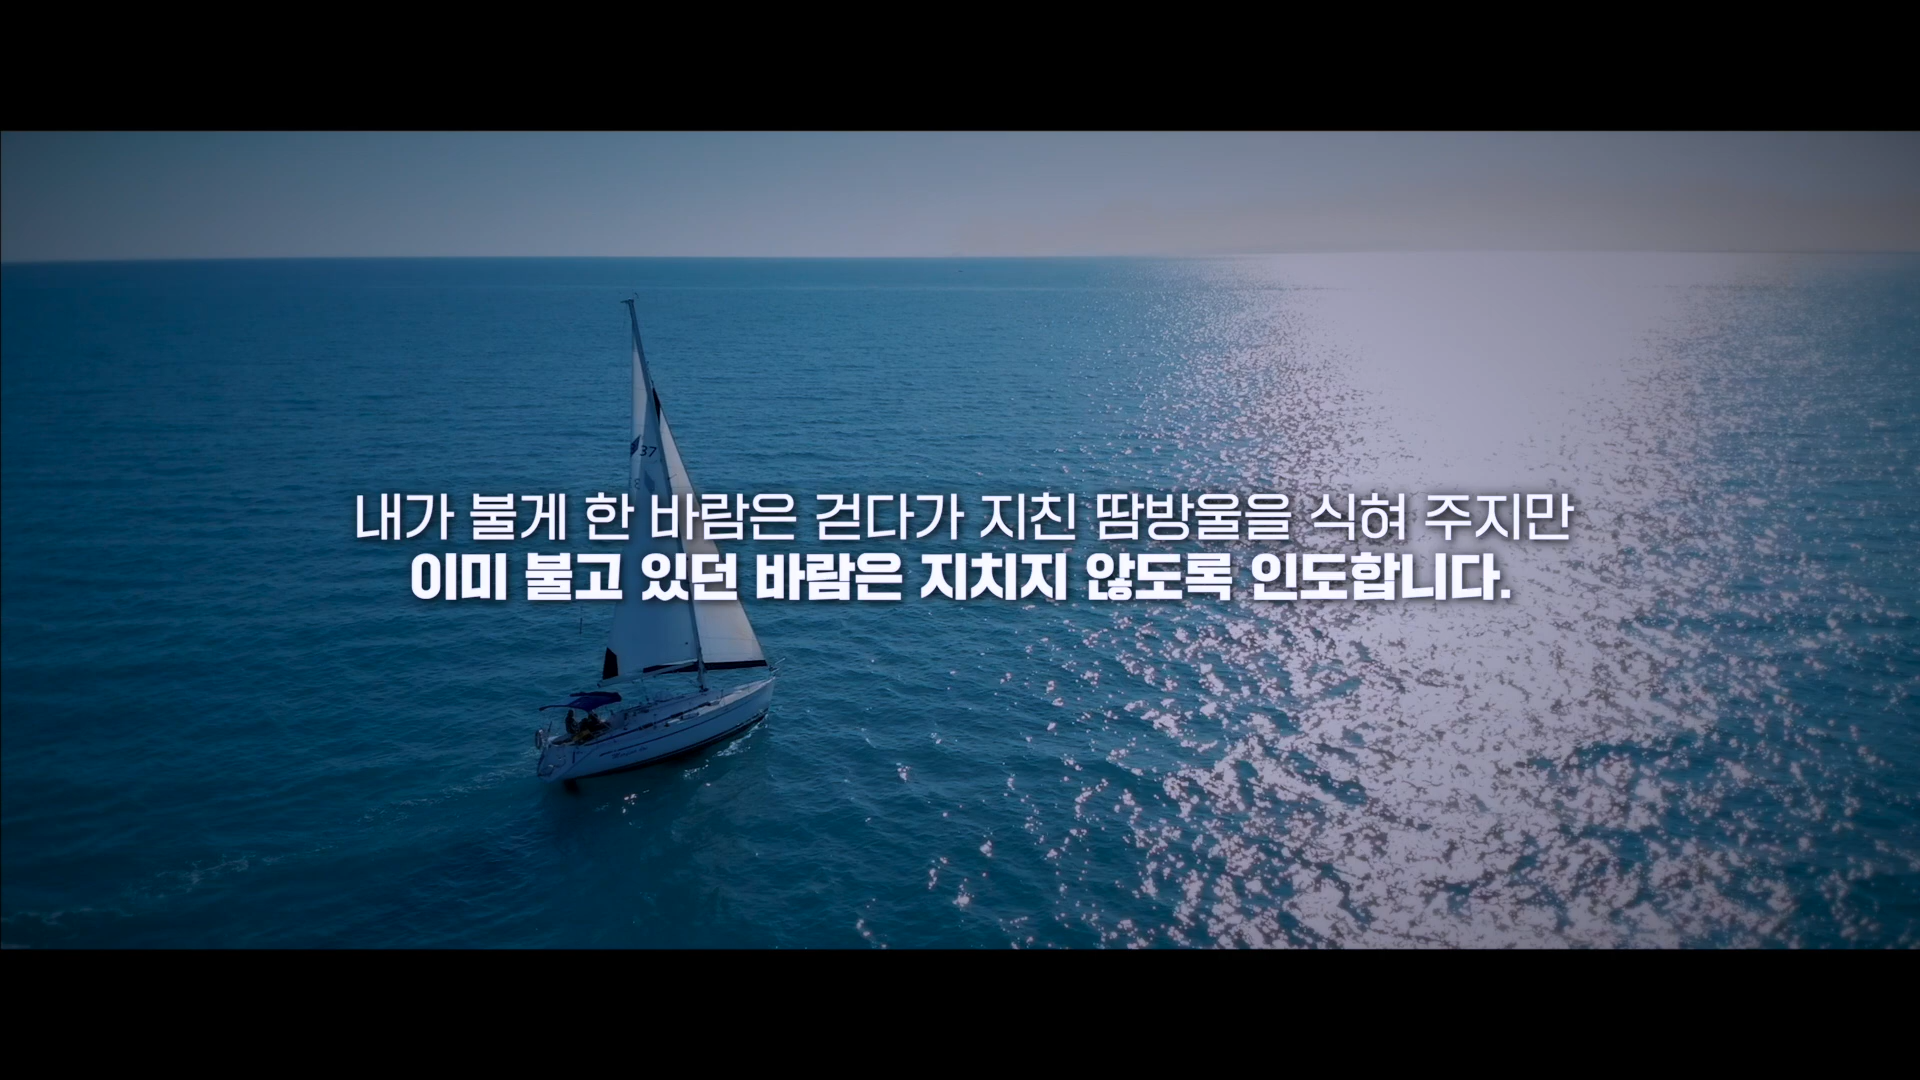 37
내가 불게 한 바람은 걷다가 지친 땀방울을 식혀 주지만
이미 불고 있던 바람은 지치지 않도록 인도합니다.